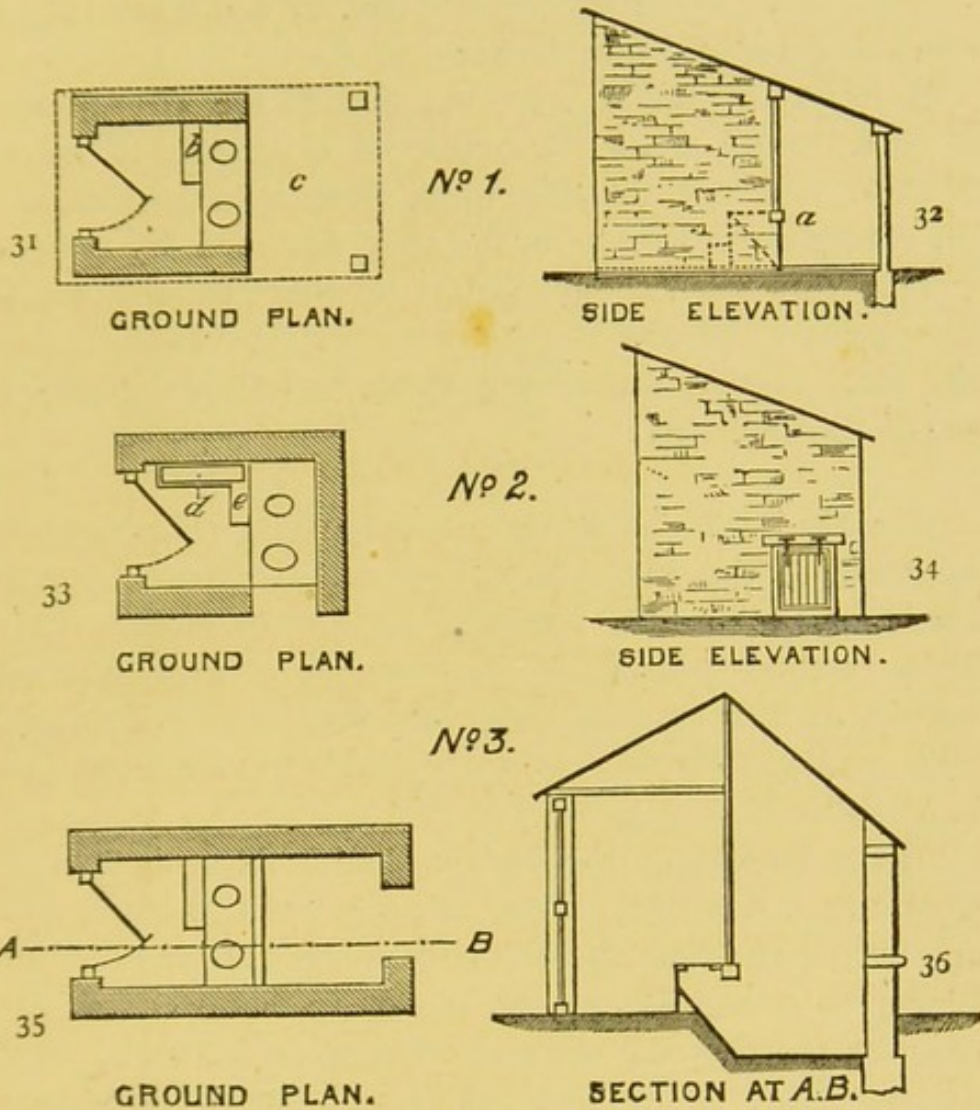 b
c
Nº 1.
a
31
32
GROUND PLAN.
SIDE ELEVATION.
Nº 2.
d
e
33
34
GROUND PLAN.
SIDE ELEVATION.
Nº 3.
A
B
35
36
GROUND PLAN.
SECTION AT A.B.